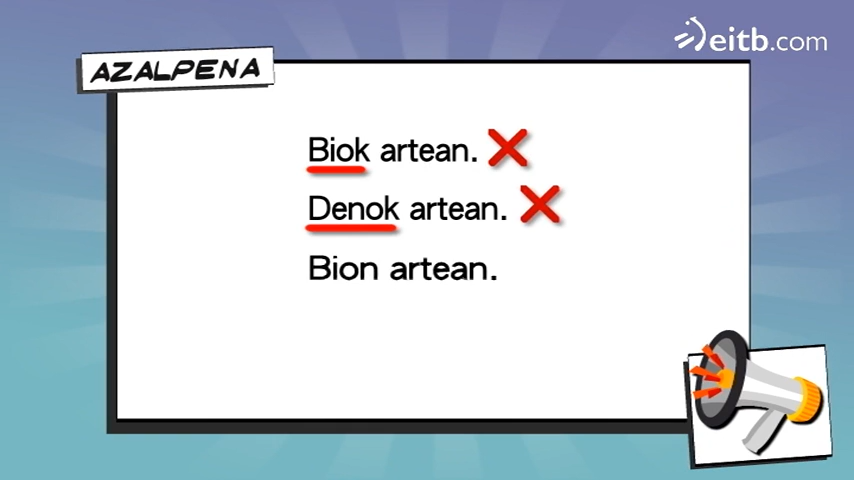 eitb.com
AZALPENA
Biok artean.
Denok artean.
Bion artean.